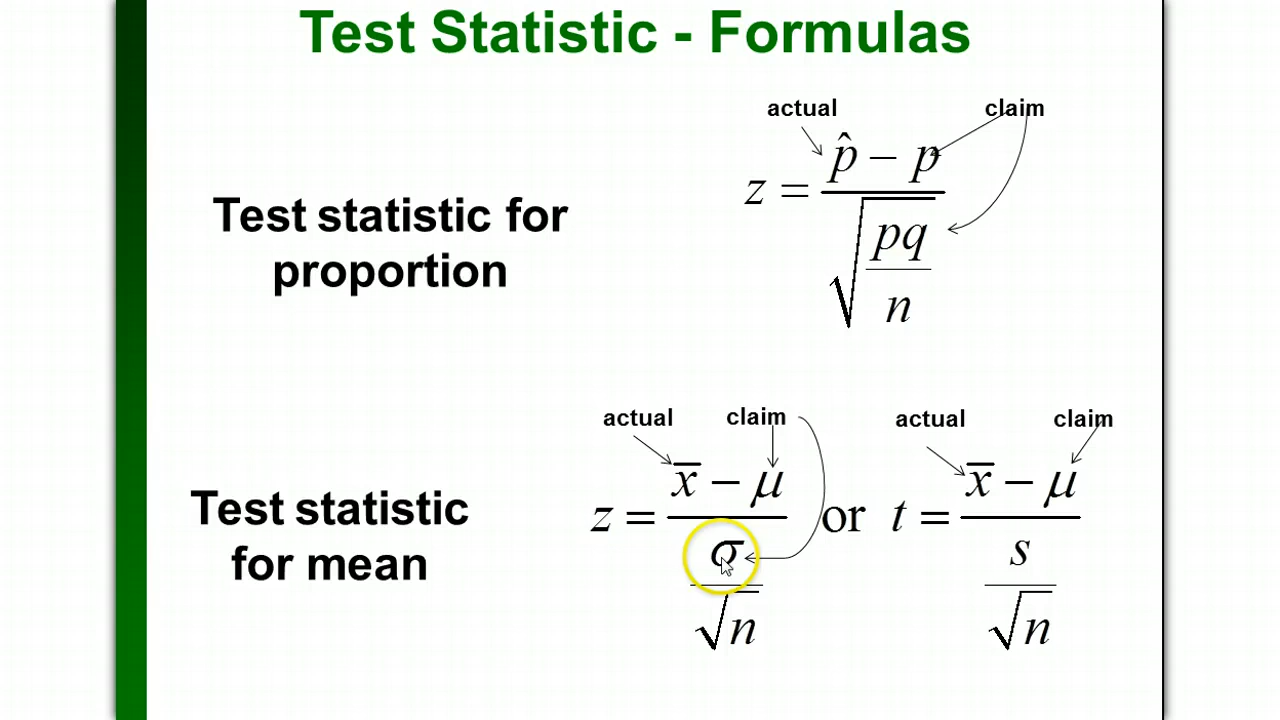 Test Statistic - Formulas
actual claim
Test statistic for
proportion
z = (p̂ − p) / √(pq/n)
actual claim actual claim
Test statistic
for mean
z = (x̄ − μ) / (σ/√n) or t = (x̄ − μ) / (s/√n)